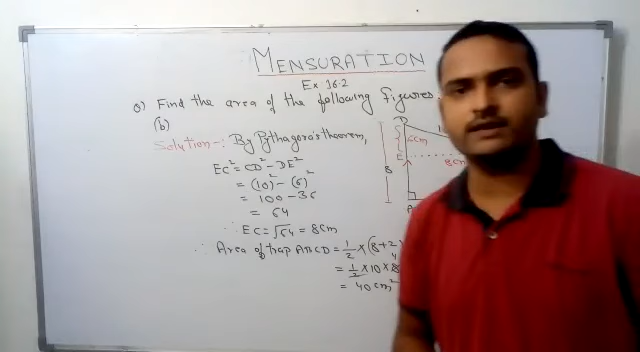 MENSURATION
Ex 16.2
Q) Find the area of the following figures.
(b)
Solution-: By Pythagoras theorem,
EC² = CD² - DE²
= (10)² - (6)²
= 100 - 36
= 64
∴ EC = √64 = 8cm
∴ Area of trap ABCD = 1/2 × (8+2
= 1/2 × 10 × 8
4
= 40 cm²
D
6cm
E
8cm
8
A